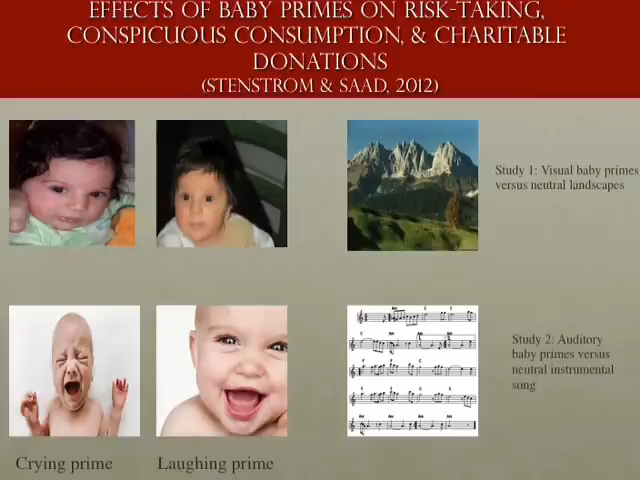 EFFECTS OF BABY PRIMES ON RISK-TAKING,
CONSPICUOUS CONSUMPTION, & CHARITABLE
DONATIONS
(STENSTROM & SAAD, 2012)
Study 1: Visual baby primes
versus neutral landscapes
Study 2: Auditory
baby primes versus
neutral instrumental
song
Crying prime
Laughing prime